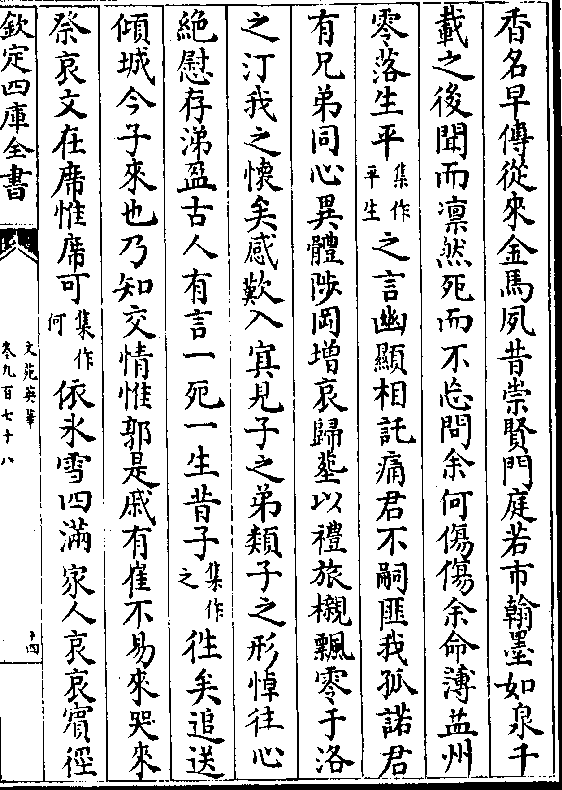 香名早傳從來金馬夙昔崇賢門庭若市翰墨如泉千
載之後聞而凛然死而不忘問余何傷傷余命薄益州
零落生平集作平生之言幽顯相託痛君不嗣匪我孤諾君
有兄弟同心異體陟岡増哀歸塟以禮旅櫬飄零于洛
之汀我之懐矣感歎入㝠見子之弟類子之形悼往心
絶慰存涕盈古人有言一死一生昔子集作之徃矣追送
傾城今子來也乃知交情惟郭是戚有崔不易來哭來
祭哀文在席惟席可集作何依氷雪四滿家人哀哀賓徑
欽定四庫全書
文苑英華
卷九百七十八
十四